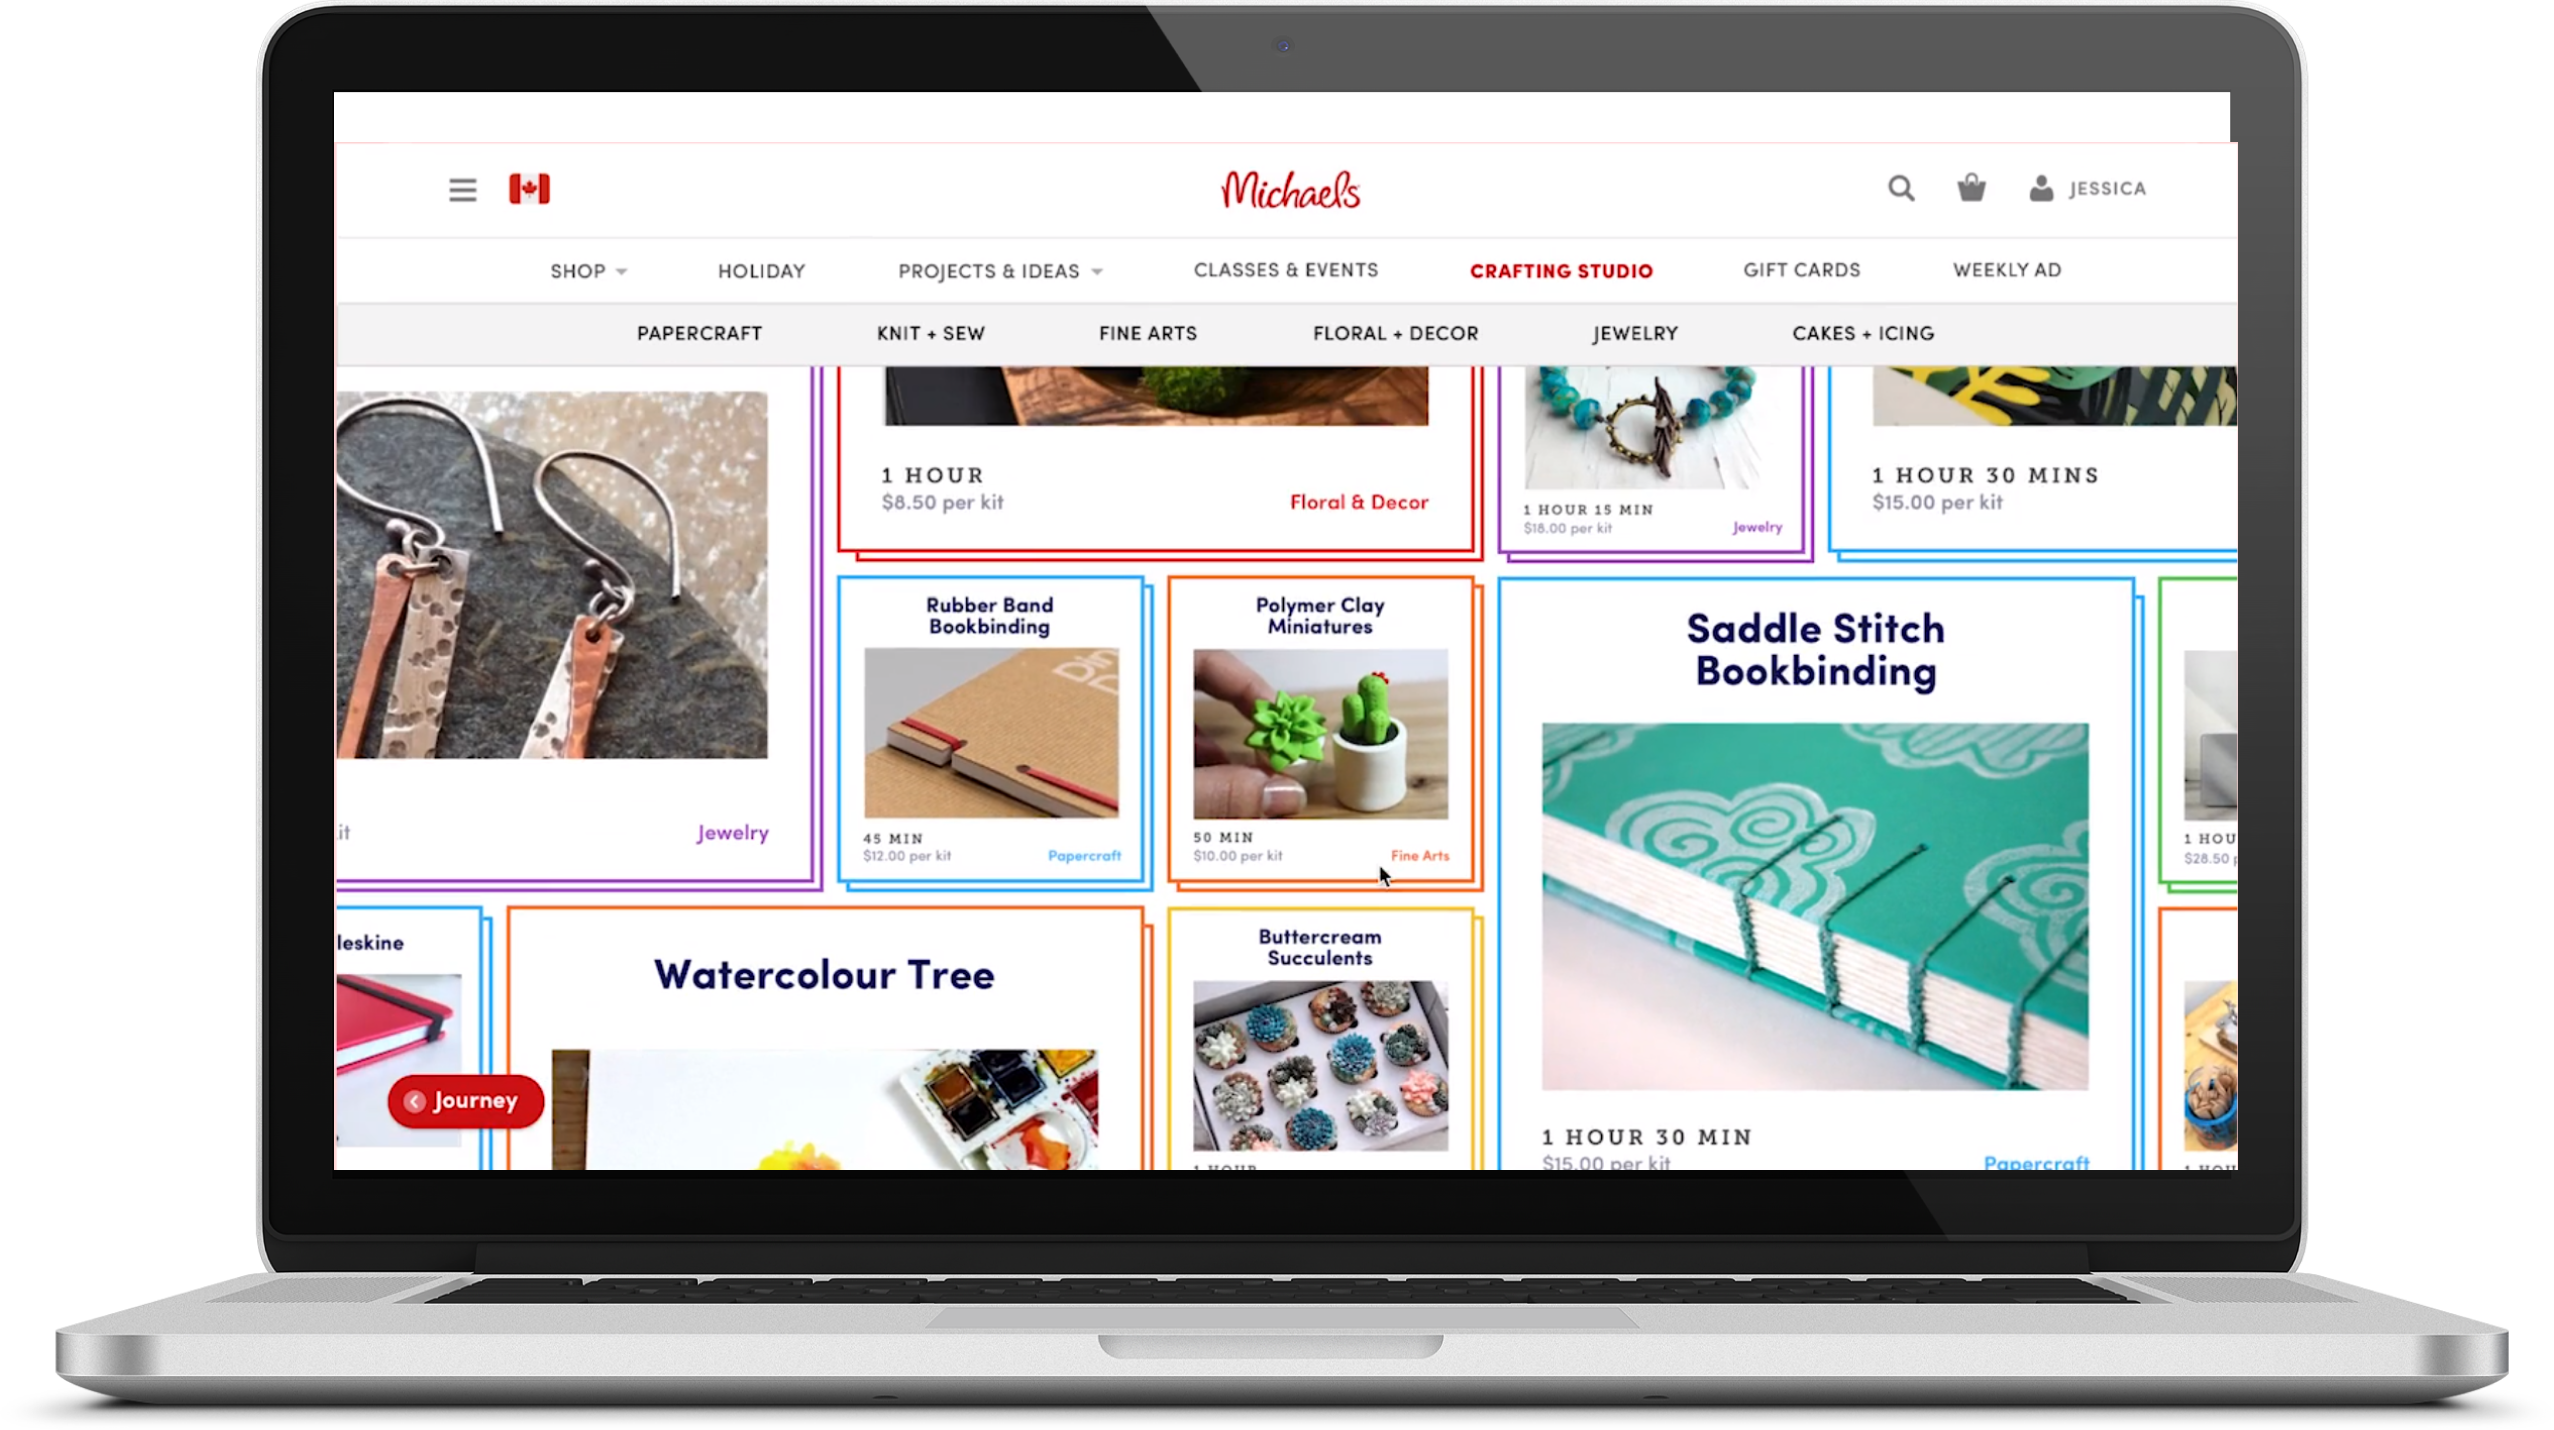 Michaels
JESSICA
SHOP
HOLIDAY
PROJECTS & IDEAS
CLASSES & EVENTS
CRAFTING STUDIO
GIFT CARDS
WEEKLY AD
PAPERCRAFT
KNIT + SEW
FINE ARTS
FLORAL + DECOR
JEWELRY
CAKES + ICING
1 HOUR
$8.50 per kit
Floral & Decor
1 HOUR 15 MIN
$18.00 per kit
Jewelry
1 HOUR 30 MINS
$15.00 per kit
it
Jewelry
Rubber Band
Bookbinding
45 MIN
$12.00 per kit
Papercraft
Polymer Clay
Miniatures
50 MIN
$10.00 per kit
Fine Arts
Saddle Stitch
Bookbinding
1 HOUR 30 MIN
$15.00 per kit
Papercraft
1 HOU
$28.50 p
leskine
Journey
Watercolour Tree
Buttercream
Succulents
1 HOUR
1 HOU